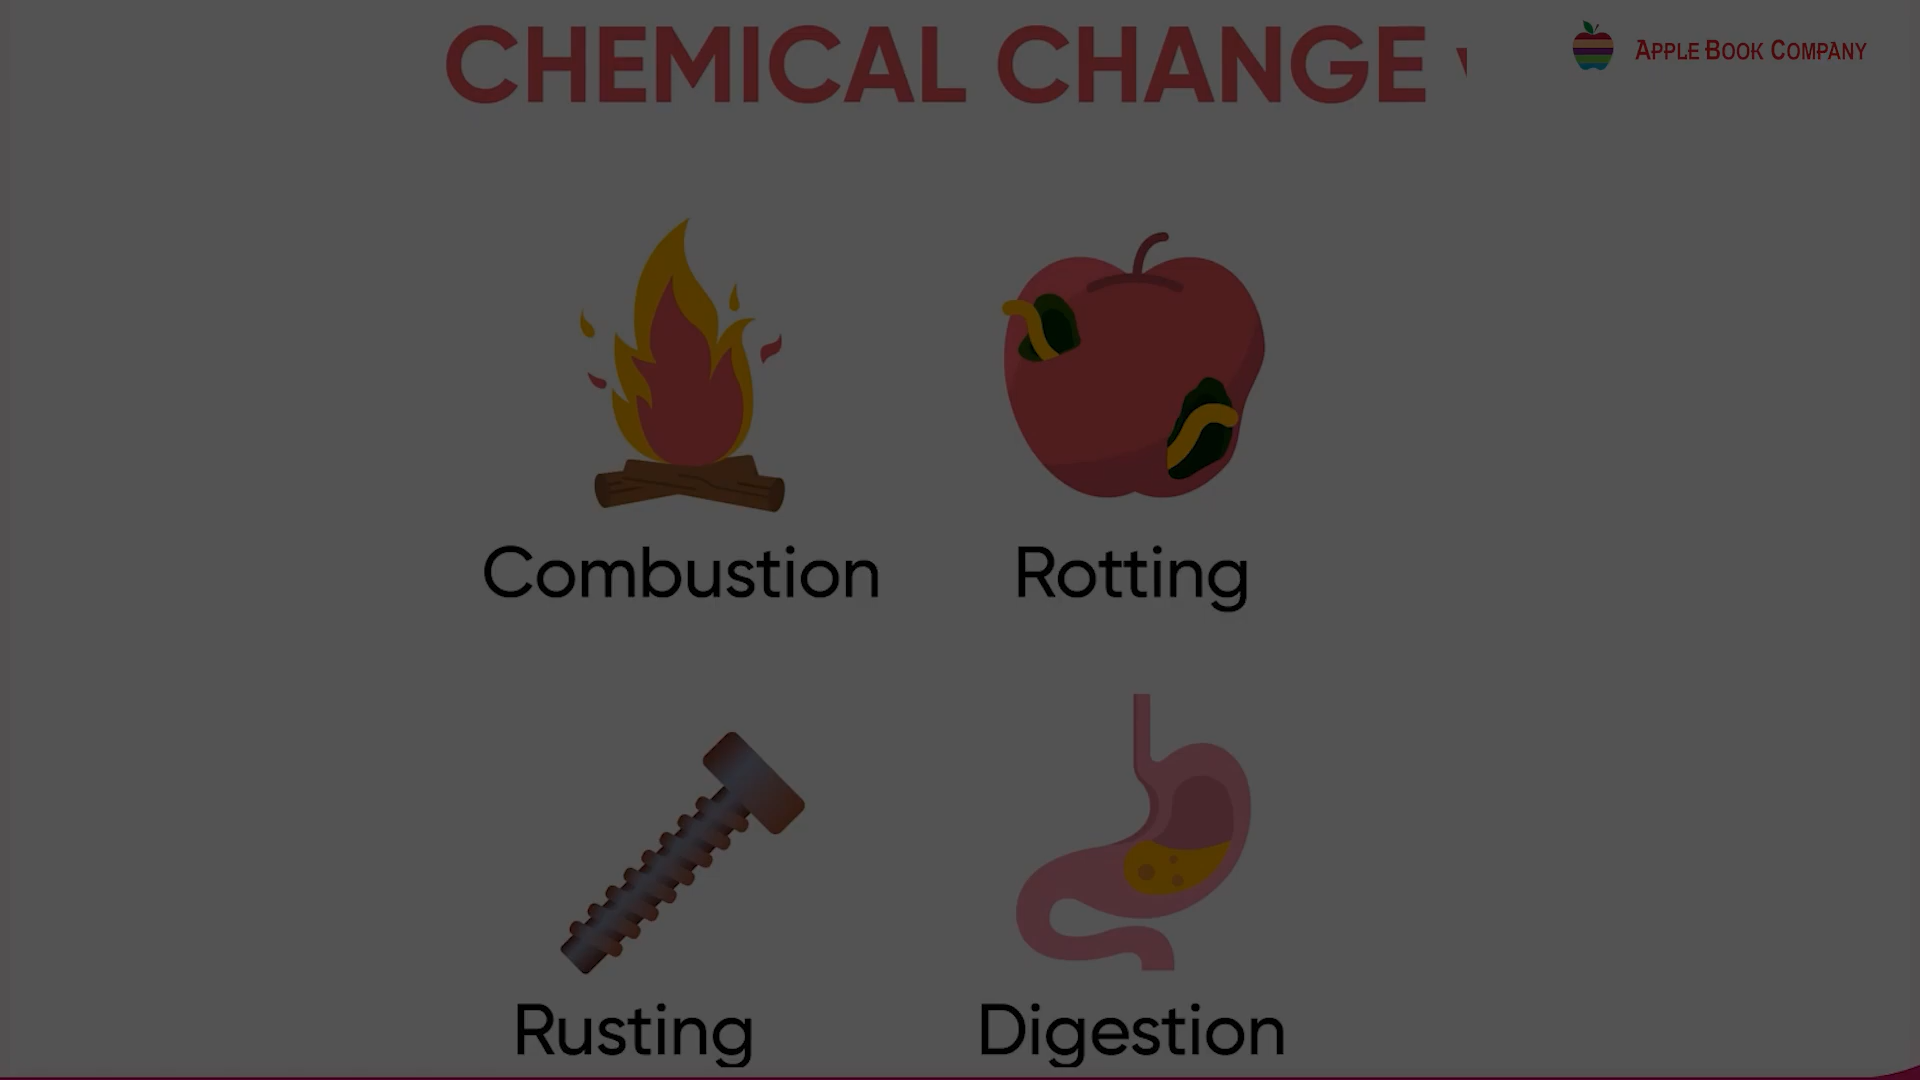 CHEMICAL CHANGE
APPLE BOOK COMPANY
Combustion
Rotting
Rusting
Digestion